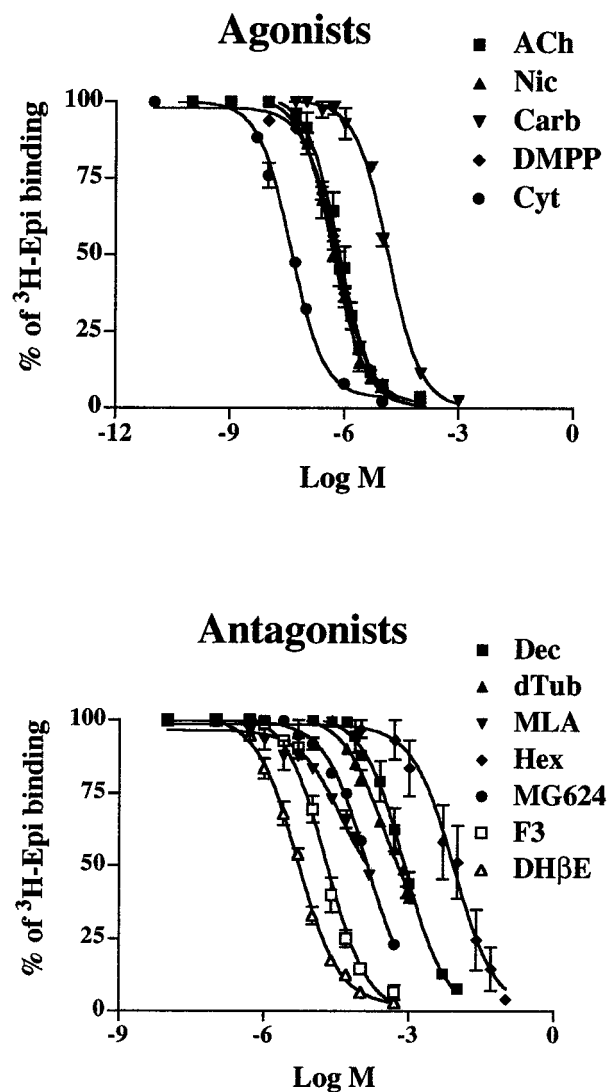 Agonists
ACh
Nic
Carb
DMPP
Cyt
% of ³H-Epi binding
100
75
50
25
0
-12
-9
-6
-3
0
Log M
Antagonists
Dec
dTub
MLA
Hex
MG624
F3
DHβE
% of ³H-Epi binding
100
75
50
25
0
-9
-6
-3
0
Log M